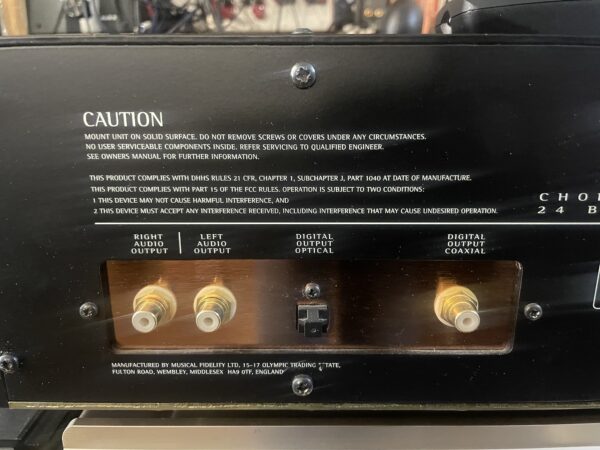 CAUTION
MOUNT UNIT ON SOLID SURFACE. DO NOT REMOVE SCREWS OR COVERS UNDER ANY CIRCUMSTANCES.
NO USER SERVICEABLE COMPONENTS INSIDE. REFER SERVICING TO QUALIFIED ENGINEER.
SEE OWNERS MANUAL FOR FURTHER INFORMATION.
THIS PRODUCT COMPLIES WITH DHHS RULES 21 CFR, CHAPTER 1, SUBCHAPTER J, PART 1040 AT DATE OF MANUFACTURE.
THIS PRODUCT COMPLIES WITH PART 15 OF THE FCC RULES. OPERATION IS SUBJECT TO TWO CONDITIONS:
1 THIS DEVICE MAY NOT CAUSE HARMFUL INTERFERENCE, AND
2 THIS DEVICE MUST ACCEPT ANY INTERFERENCE RECEIVED, INCLUDING INTERFERENCE THAT MAY CAUSE UNDESIRED OPERATION.
24 B
RIGHT
AUDIO
OUTPUT
LEFT
AUDIO
OUTPUT
DIGITAL
OUTPUT
OPTICAL
DIGITAL
OUTPUT
COAXIAL
MANUFACTURED BY MUSICAL FIDELITY LTD, 15-17 OLYMPIC TRADING ESTATE,
FULTON ROAD, WEMBLEY, MIDDLESEX HA9 0TF, ENGLAND